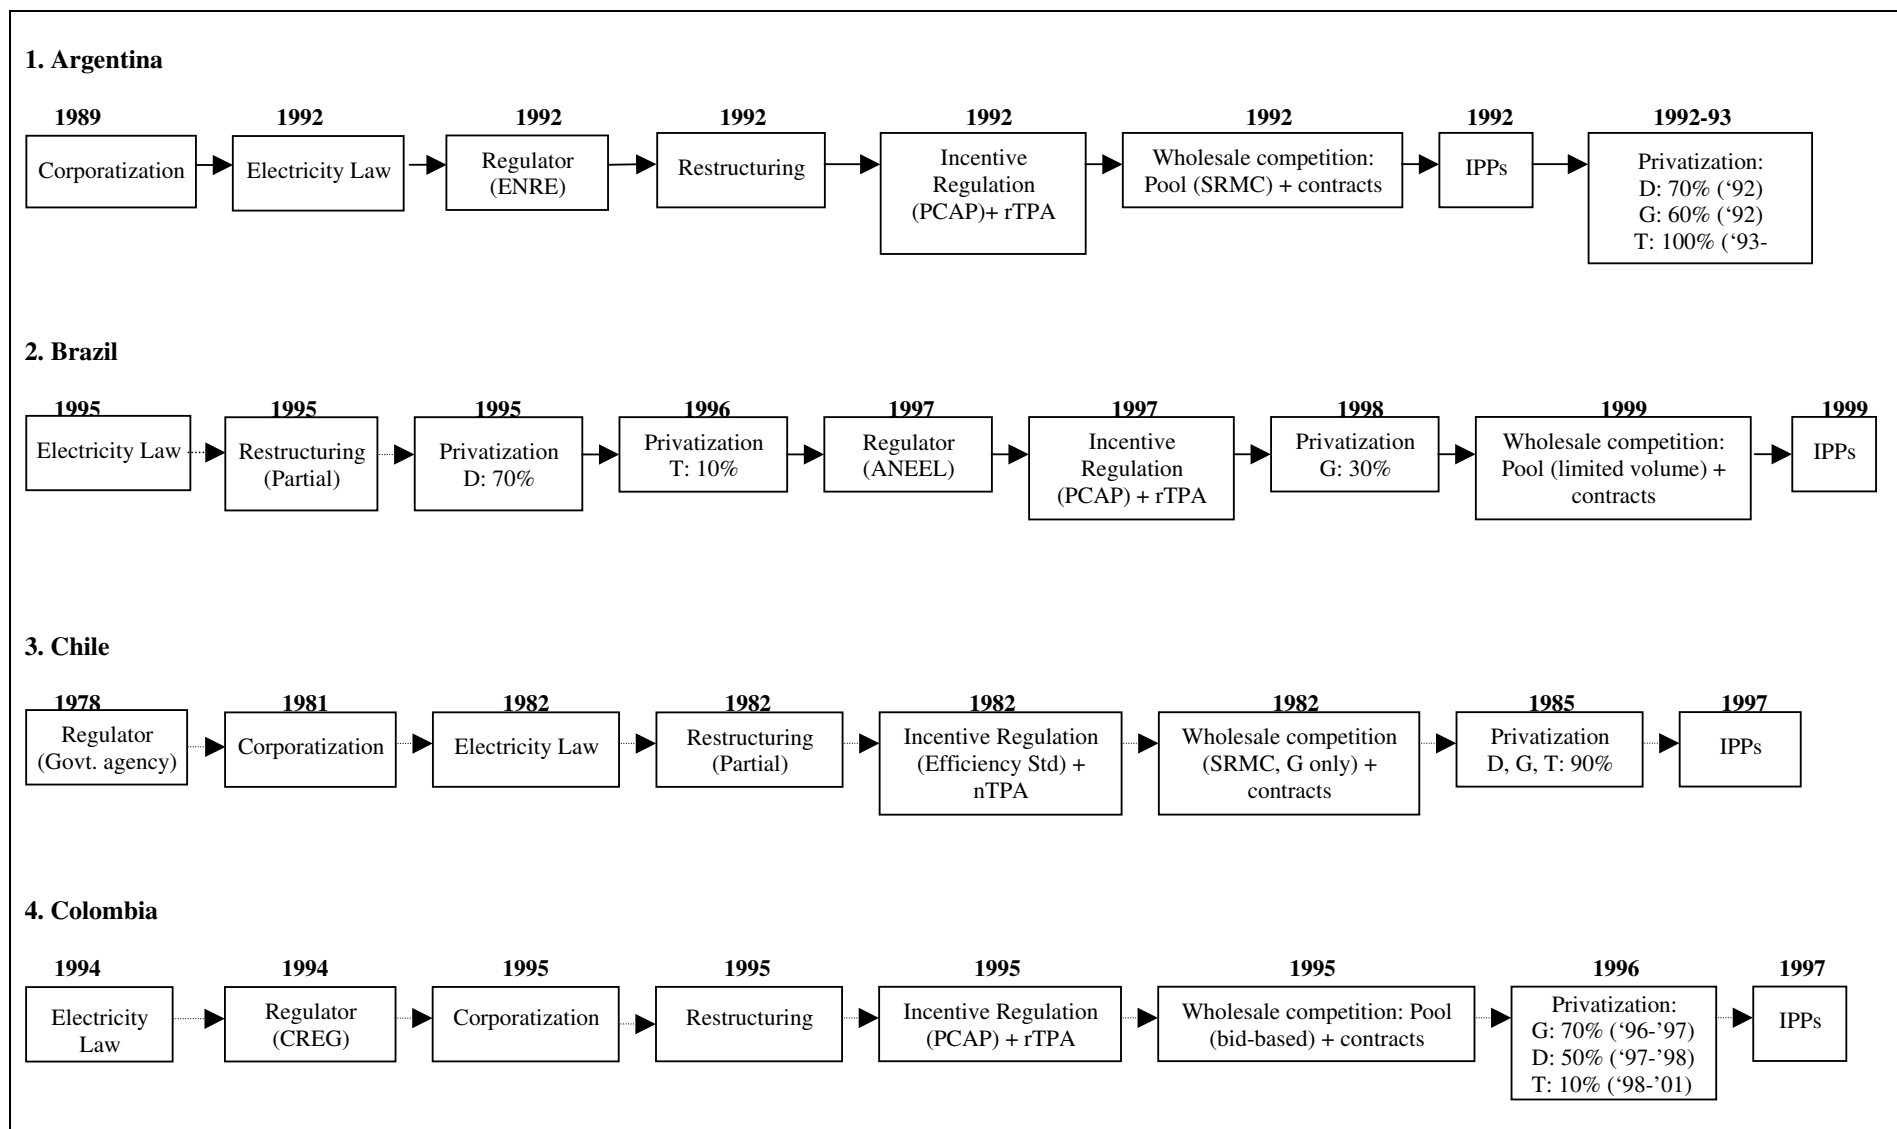 1. Argentina
1989
1992
1992
1992
1992
1992
1992
1992-93
Corporatization
Electricity Law
Regulator
(ENRE)
Restructuring
Incentive
Regulation
(PCAP)+ rTPA
Wholesale competition:
Pool (SRMC) + contracts
IPPs
Privatization:
D: 70% (‘92)
G: 60% (‘92)
T: 100% (‘93-
2. Brazil
1995
1995
1995
1996
1997
1997
1998
1999
1999
Electricity Law
Restructuring
(Partial)
Privatization
D: 70%
Privatization
T: 10%
Regulator
(ANEEL)
Incentive
Regulation
(PCAP) + rTPA
Privatization
G: 30%
Wholesale competition:
Pool (limited volume) +
contracts
IPPs
3. Chile
1978
1981
1982
1982
1982
1982
1985
1997
Regulator
(Govt. agency)
Corporatization
Electricity Law
Restructuring
(Partial)
Incentive Regulation
(Efficiency Std) +
nTPA
Wholesale competition
(SRMC, G only) +
contracts
Privatization
D, G, T: 90%
IPPs
4. Colombia
1994
1994
1995
1995
1995
1995
1996
1997
Electricity
Law
Regulator
(CREG)
Corporatization
Restructuring
Incentive Regulation
(PCAP) + rTPA
Wholesale competition: Pool
(bid-based) + contracts
Privatization:
G: 70% (‘96-’97)
D: 50% (‘97-’98)
T: 10% (‘98-’01)
IPPs